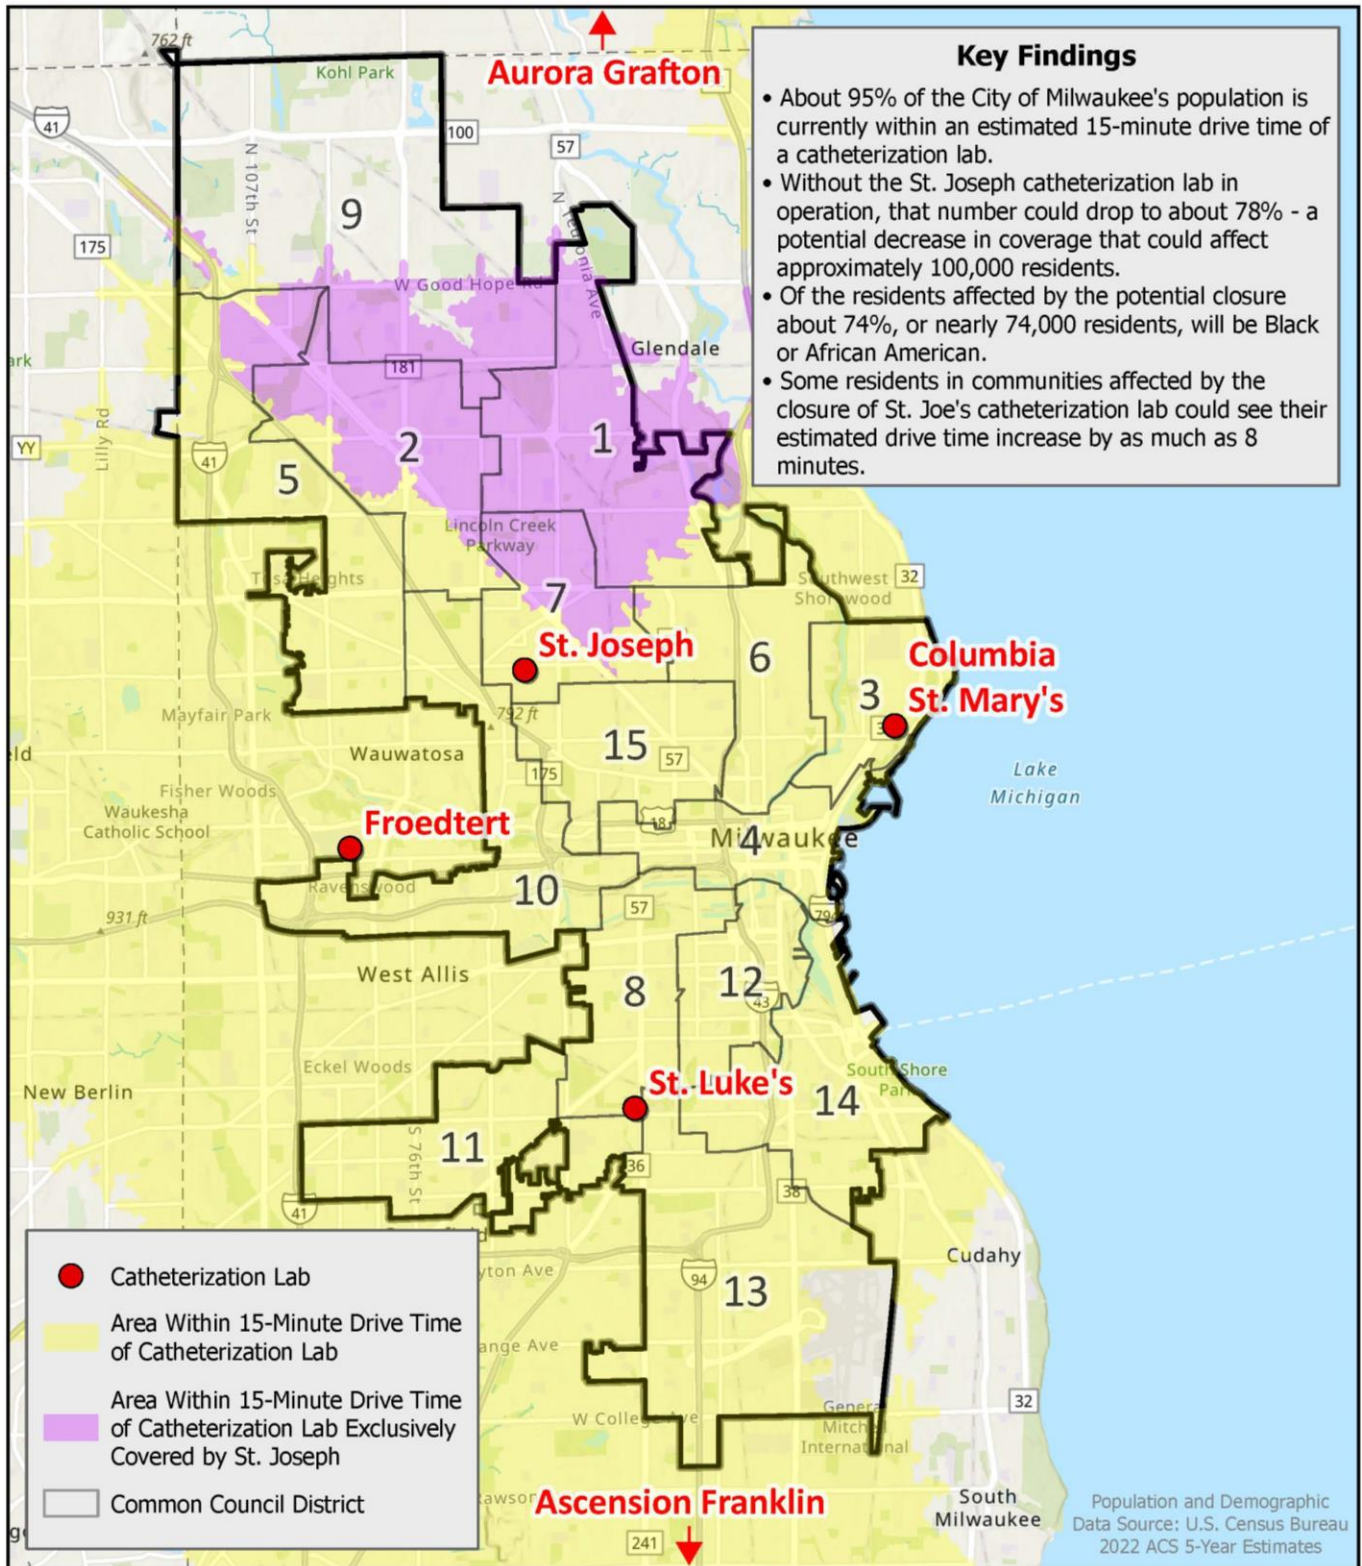 762 ft
Kohl Park
Aurora Grafton
41
100
57
N 107th St
N Teutonia Ave
9
175
W Good Hope Rd
Glendale
ark
181
Lilly Rd
YY
41
2
1
5
Lincoln Creek
Parkway
Southwest
Shorewood
32
7
St. Joseph
6
Columbia
St. Mary's
3
Mayfair Park
792 ft
Wauwatosa
15
57
175
eld
Fisher Woods
Waukesha
Catholic School
Lake
Michigan
Froedtert
18
Milwaukee
4
Ravenswood
10
57
794
931 ft
West Allis
8
12
43
Eckel Woods
New Berlin
South Shore
Park
St. Luke's
14
11
S 76th St
36
38
41
Cudahy
yton Ave
94
13
ange Ave
W College Ave
General
Mitchell
International
32
Rawson
Ascension Franklin
241
South
Milwaukee
Key Findings
• About 95% of the City of Milwaukee's population is
currently within an estimated 15-minute drive time of
a catheterization lab.
• Without the St. Joseph catheterization lab in
operation, that number could drop to about 78% - a
potential decrease in coverage that could affect
approximately 100,000 residents.
• Of the residents affected by the potential closure
about 74%, or nearly 74,000 residents, will be Black
or African American.
• Some residents in communities affected by the
closure of St. Joe's catheterization lab could see their
estimated drive time increase by as much as 8
minutes.
Catheterization Lab
Area Within 15-Minute Drive Time
of Catheterization Lab
Area Within 15-Minute Drive Time
of Catheterization Lab Exclusively
Covered by St. Joseph
Common Council District
Population and Demographic
Data Source: U.S. Census Bureau
2022 ACS 5-Year Estimates